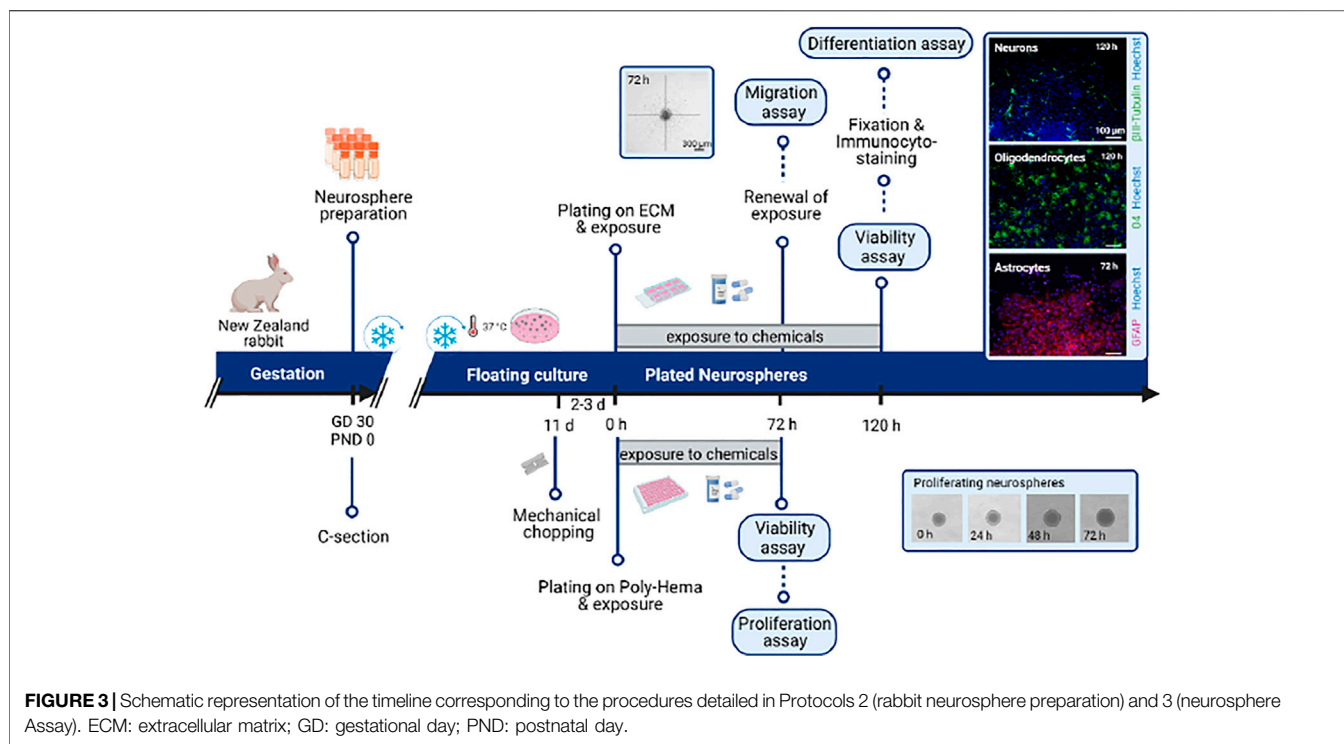 Differentiation assay
Neurons
120 h
βIII-Tubulin Hoechst
100 µm
72 h
300 µm
Migration
assay
Fixation &
Immunocyto-
staining
Oligodendrocytes
120 h
O4 Hoechst
Neurosphere
preparation
Plating on ECM
& exposure
Renewal of
exposure
Viability
assay
Astrocytes
72 h
GFAP Hoechst
New Zealand
rabbit
37 °C
exposure to chemicals
Gestation
Floating culture
Plated Neurospheres
2-3 d
GD 30
PND 0
11 d
0 h
72 h
120 h
exposure to chemicals
Mechanical
chopping
C-section
Plating on Poly-Hema
& exposure
Viability
assay
Proliferation
assay
Proliferating neurospheres
0 h
24 h
48 h
72 h
FIGURE 3 | Schematic representation of the timeline corresponding to the procedures detailed in Protocols 2 (rabbit neurosphere preparation) and 3 (neurosphere
Assay). ECM: extracellular matrix; GD: gestational day; PND: postnatal day.